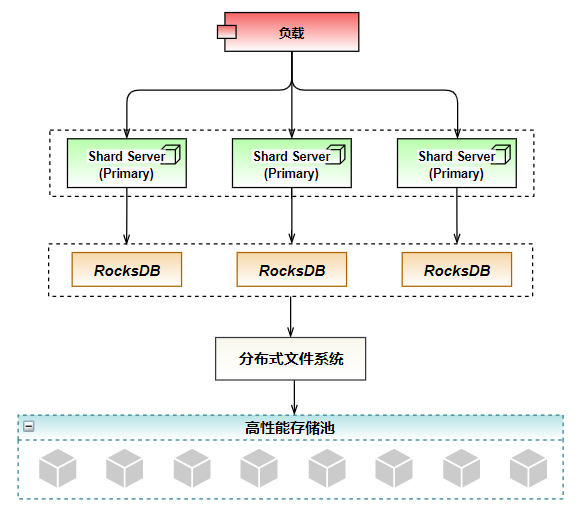 负载
Shard Server
(Primary)
Shard Server
(Primary)
Shard Server
(Primary)
RocksDB
RocksDB
RocksDB
分布式文件系统
高性能存储池